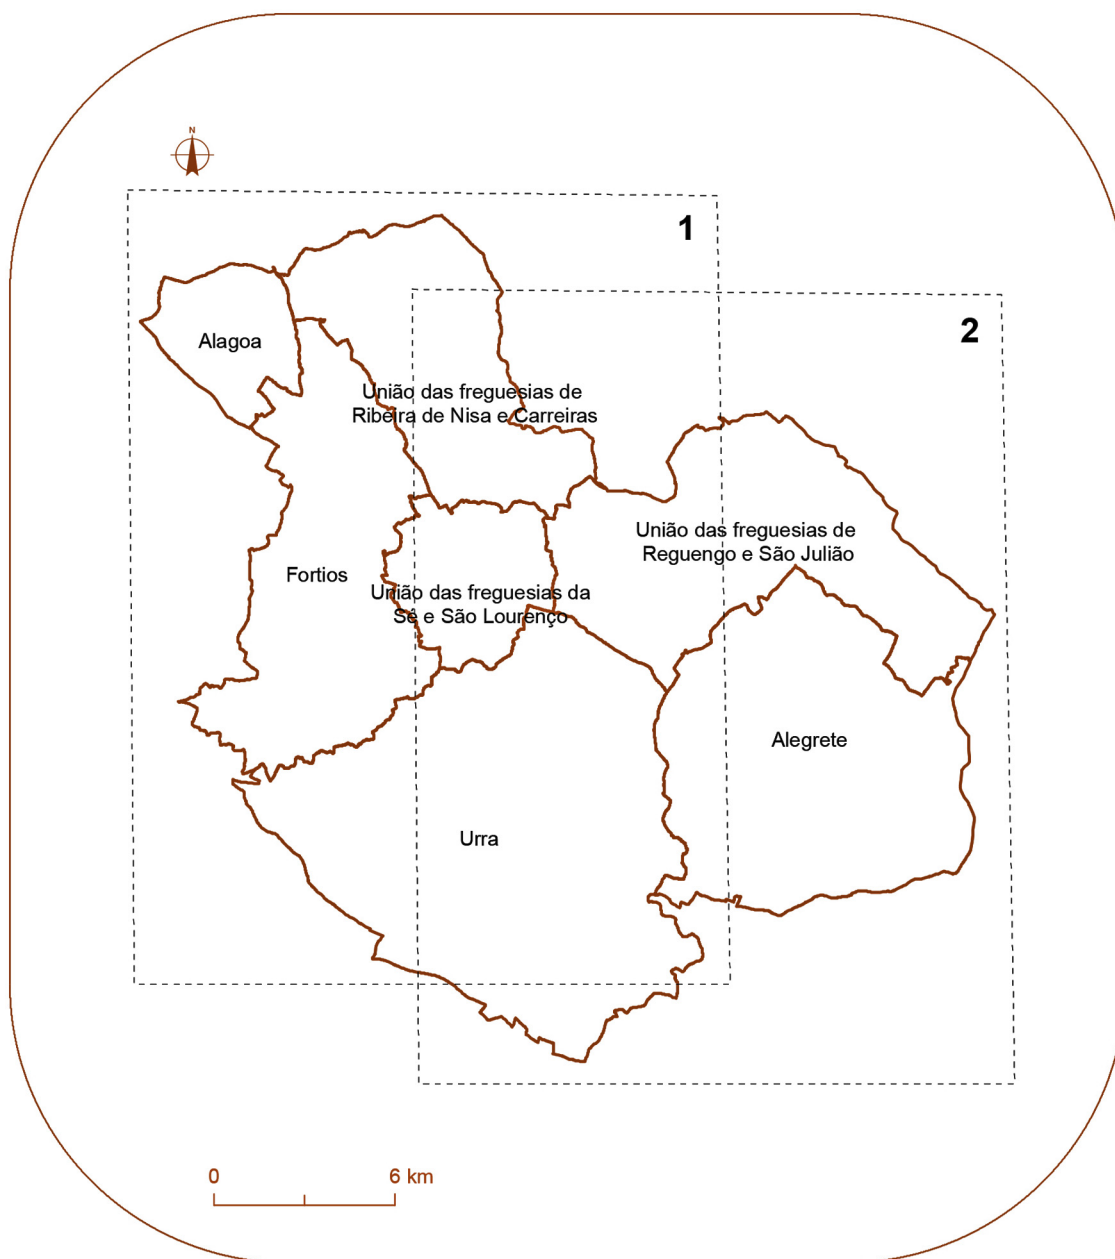 N
1
2
Alagoa
União das freguesias de
Ribeira de Nisa e Carreiras
União das freguesias de
Reguengo e São Julião
Fortios
União das freguesias da
Sé e São Lourenço
Alegrete
Urra
0 6 km